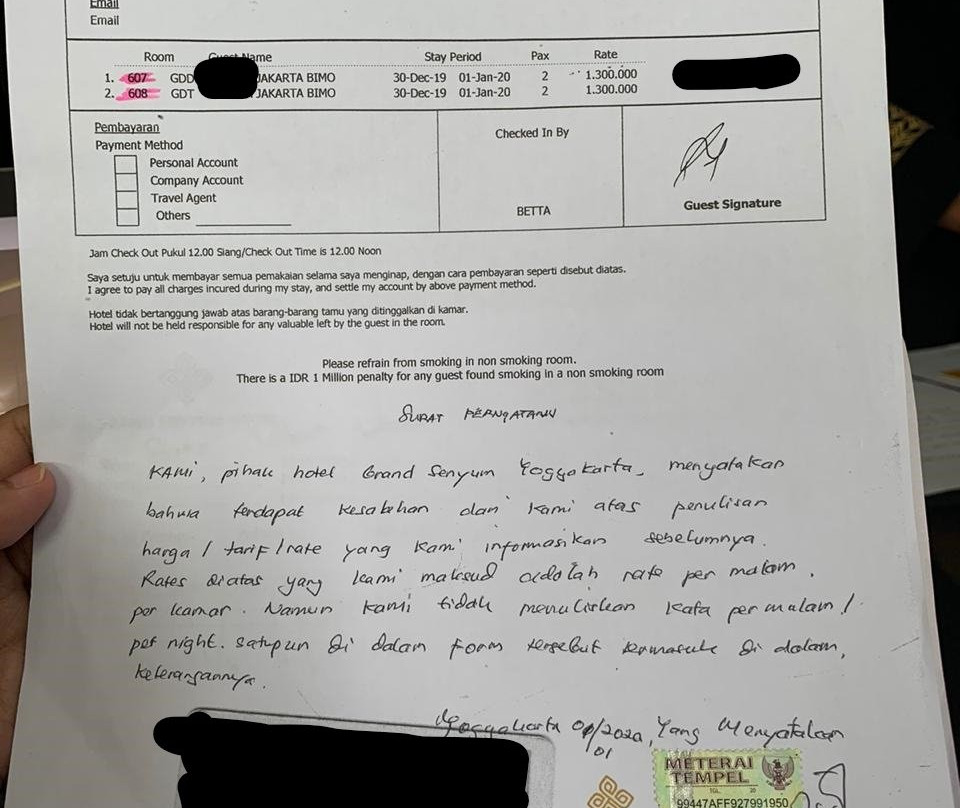 Email
Email
Room Guest Name Stay Period Pax Rate
1. 607 GDD JAKARTA BIMO 30-Dec-19 01-Jan-20 2 1.300.000
2. 608 GDT JAKARTA BIMO 30-Dec-19 01-Jan-20 2 1.300.000
Pembayaran
Payment Method
Personal Account
Company Account
Travel Agent
Others
Checked In By
BETTA
Guest Signature
Jam Check Out Pukul 12.00 Siang/Check Out Time is 12.00 Noon
Saya setuju untuk membayar semua pemakaian selama saya menginap, dengan cara pembayaran seperti disebut diatas.
I agree to pay all charges incured during my stay, and settle my account by above payment method.
Hotel tidak bertanggung jawab atas barang-barang tamu yang ditinggalkan di kamar.
Hotel will not be held responsible for any valuable left by the guest in the room.
Please refrain from smoking in non smoking room.
There is a IDR 1 Million penalty for any guest found smoking in a non smoking room
SURAT PERNYATAAN
KAMi, pihak hotel Grand Senyum Yogyakarta, menyatakan
bahwa terdapat kesalahan dari kami atas penulisan
harga / tarif / rate yang kami informasikan sebelumnya.
Rates diatas yang kami maksud adalah rate per malam,
per kamar. Namun kami tidak menuliskan kata per malam /
per night. satupun di dalam form tersebut termasuk di dalam,
keterangannya.
Yogyakarta 01/2020, Yang Menyatakan
01
METERAI
TEMPEL
TGL. 20
99447AFF927991950